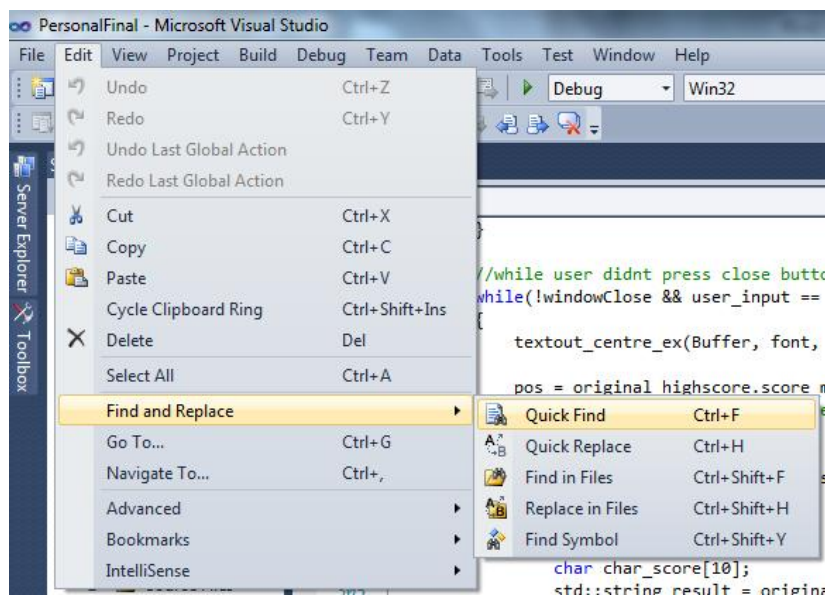 PersonalFinal - Microsoft Visual Studio
File Edit View Project Build Debug Team Data Tools Test Window Help
Undo Ctrl+Z Debug Win32
Redo Ctrl+Y
Undo Last Global Action
Redo Last Global Action
Server Explorer
Toolbox
Cut Ctrl+X
Copy Ctrl+C
Paste Ctrl+V
Cycle Clipboard Ring Ctrl+Shift+Ins
Delete Del
Select All Ctrl+A
Find and Replace
Go To... Ctrl+G
Navigate To... Ctrl+,
Advanced
Bookmarks
IntelliSense
}
//while user didnt press close butto
while(!windowClose && user_input ==
{
textout_centre_ex(Buffer, font,
pos = original highscore.score
Quick Find Ctrl+F
Quick Replace Ctrl+H
Find in Files Ctrl+Shift+F
Replace in Files Ctrl+Shift+H
Find Symbol Ctrl+Shift+Y
char char_score[10];
std::string result = origina